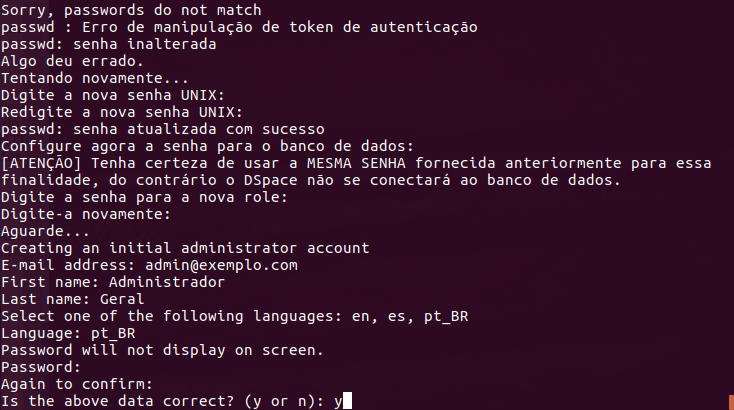 Sorry, passwords do not match
passwd : Erro de manipulação de token de autenticação
passwd: senha inalterada
Algo deu errado.
Tentando novamente...
Digite a nova senha UNIX:
Redigite a nova senha UNIX:
passwd: senha atualizada com sucesso
Configure agora a senha para o banco de dados:
[ATENÇÃO] Tenha certeza de usar a MESMA SENHA fornecida anteriormente para essa
finalidade, do contrário o DSpace não se conectará ao banco de dados.
Digite a senha para a nova role:
Digite-a novamente:
Aguarde...
Creating an initial administrator account
E-mail address: admin@exemplo.com
First name: Administrador
Last name: Geral
Select one of the following languages: en, es, pt_BR
Language: pt_BR
Password will not display on screen.
Password:
Again to confirm:
Is the above data correct? (y or n): y